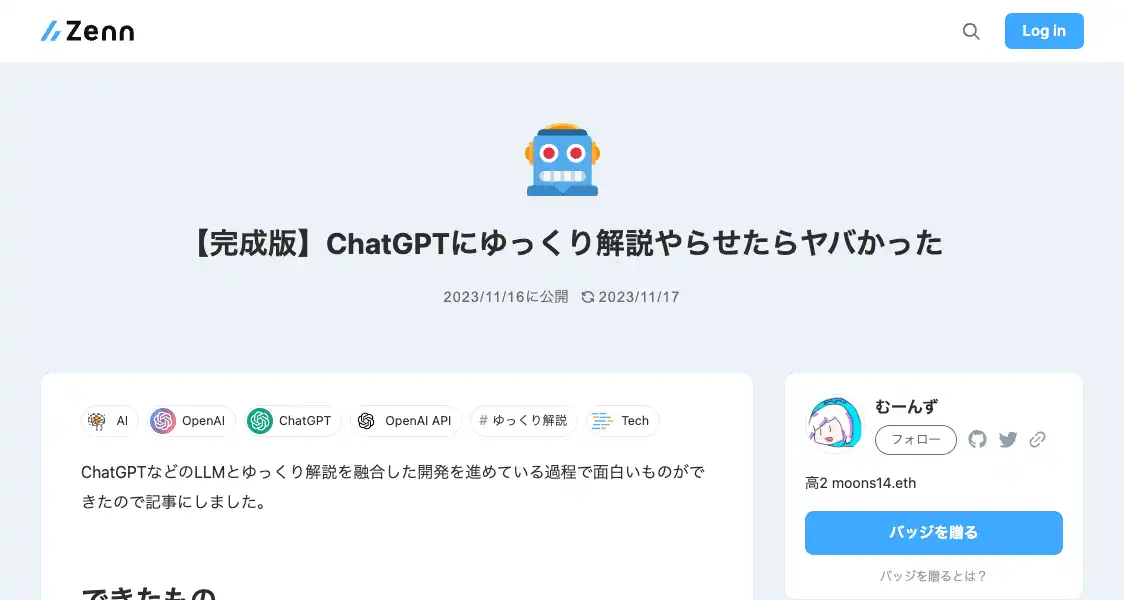 Zenn
Log in
【完成版】ChatGPTにゆっくり解説やらせたらヤバかった
2023/11/16に公開 2023/11/17
AI OpenAI ChatGPT OpenAI API # ゆっくり解説 Tech
ChatGPTなどのLLMとゆっくり解説を融合した開発を進めている過程で面白いものがで
きたので記事にしました。
できたもの
むーんず
フォロー
高2 moons14.eth
バッジを贈る
バッジを贈るとは？